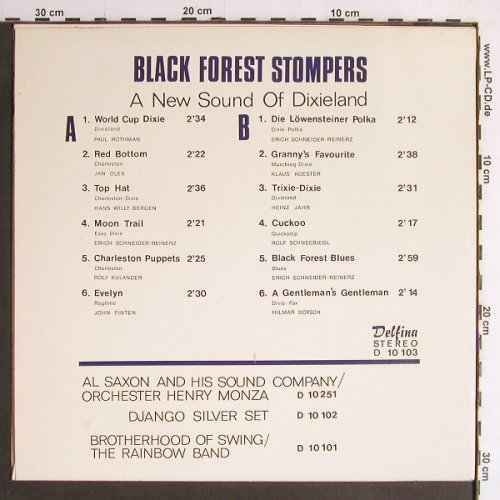 30 cm
20
10 cm
www.LP-CD.de
10 cm
20 cm
30 cm
BLACK FOREST STOMPERS
A New Sound Of Dixieland
A
1. World Cup Dixie 2'34
Dixieland
PAUL ROTHMAN
2. Red Bottom 2'22
Charleston
JAN OLEK
3. Top Hat 2'36
Charleston-Dixie
HANS WILLY BERGEN
4. Moon Trail 2'21
Easy Dixie
ERICH SCHNEIDER-REINERZ
5. Charleston Puppets 2'25
Charleston
ROLF KULANDER
6. Evelyn 2'30
Ragtime
JOHN FINTEN
B
1. Die Löwensteiner Polka 2'12
Dixie-Polka
ERICH SCHNEIDER-REINERZ
2. Granny's Favourite 2'38
Marching Dixie
KLAUS KOESTER
3. Trixie-Dixie 2'31
Dixieland
HEINZ JAHR
4. Cuckoo 2'17
Quickstep
ROLF SCHNEEBIEGL
5. Black Forest Blues 2'59
Blues
ERICH SCHNEIDER-REINERZ
6. A Gentleman's Gentleman 2'14
Dixie-Fox
HILMAR DÖTSCH
Delfina
STEREO
D 10 103
AL SAXON AND HIS SOUND COMPANY/
ORCHESTER HENRY MONZA D 10 251
DJANGO SILVER SET D 10 102
BROTHERHOOD OF SWING/
THE RAINBOW BAND D 10 101